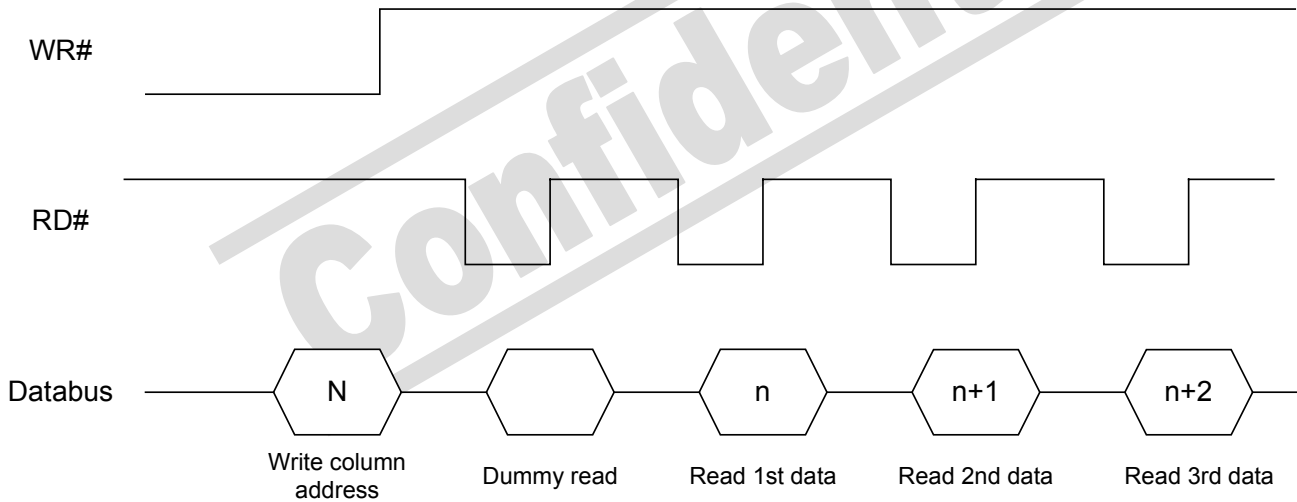 WR#
RD#
Databus
N
n
n+1
n+2
Write column
address
Dummy read
Read 1st data
Read 2nd data
Read 3rd data